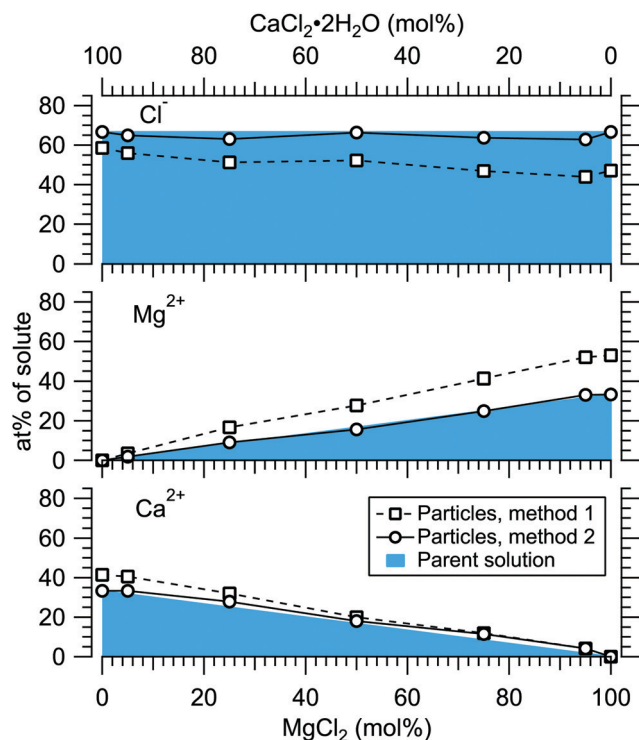 CaCl₂•2H₂O (mol%)
100 80 60 40 20 0
Cl⁻
80
60
40
20
0
Mg²⁺
80
60
40
20
0
at% of solute
Ca²⁺
80
60
40
20
0
Particles, method 1
Particles, method 2
Parent solution
0 20 40 60 80 100
MgCl₂ (mol%)